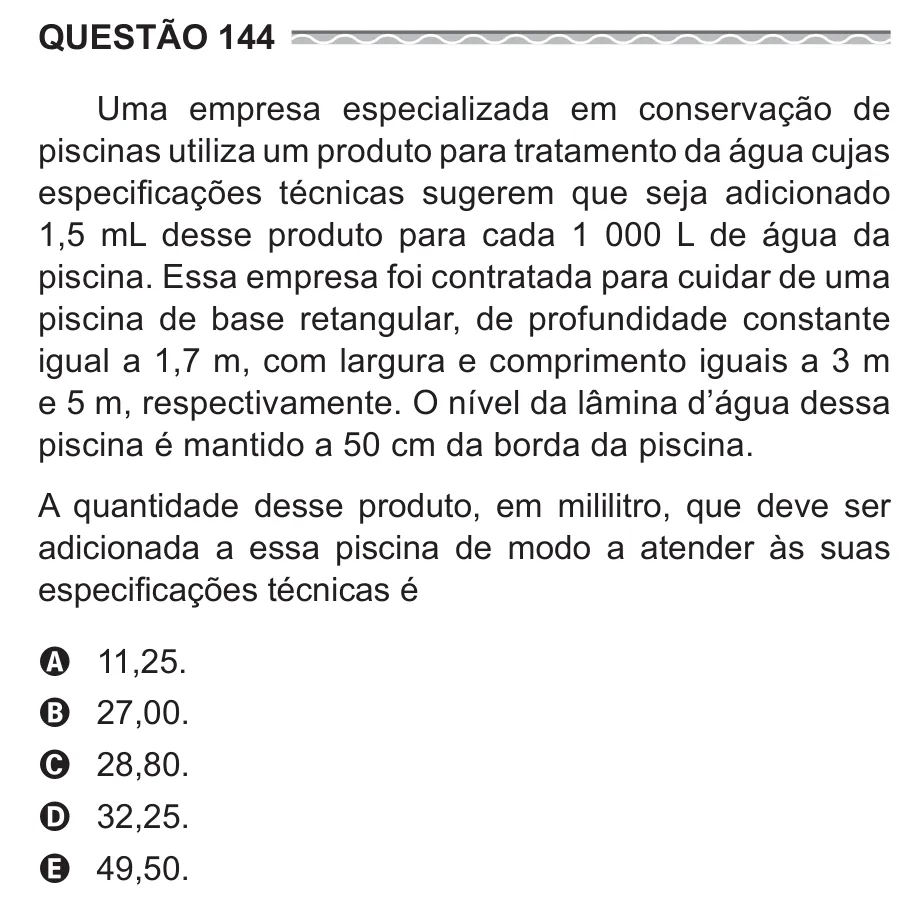 QUESTÃO 144
Uma empresa especializada em conservação de
piscinas utiliza um produto para tratamento da água cujas
especificações técnicas sugerem que seja adicionado
1,5 mL desse produto para cada 1 000 L de água da
piscina. Essa empresa foi contratada para cuidar de uma
piscina de base retangular, de profundidade constante
igual a 1,7 m, com largura e comprimento iguais a 3 m
e 5 m, respectivamente. O nível da lâmina d’água dessa
piscina é mantido a 50 cm da borda da piscina.
A quantidade desse produto, em mililitro, que deve ser
adicionada a essa piscina de modo a atender às suas
especificações técnicas é
A 11,25.
B 27,00.
C 28,80.
D 32,25.
E 49,50.